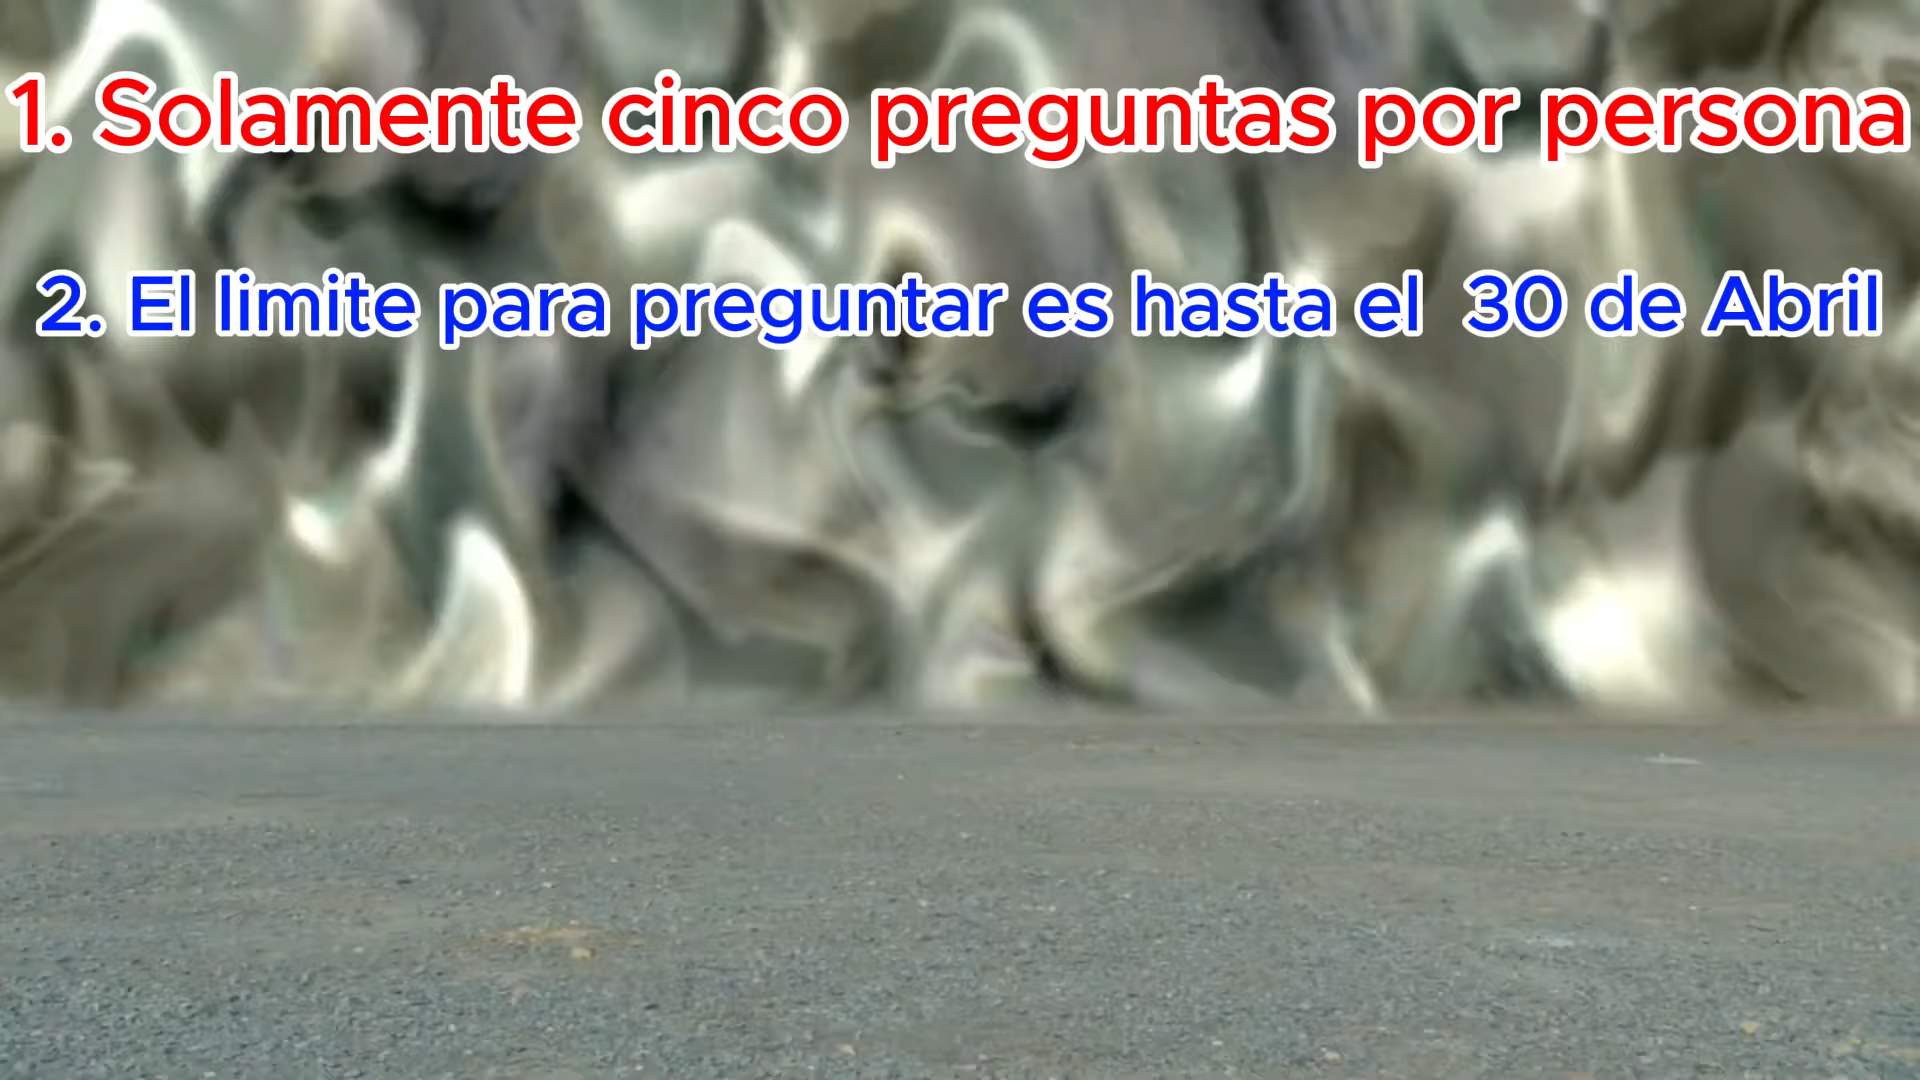 1. Solamente cinco preguntas por persona
2. El limite para preguntar es hasta el 30 de Abril